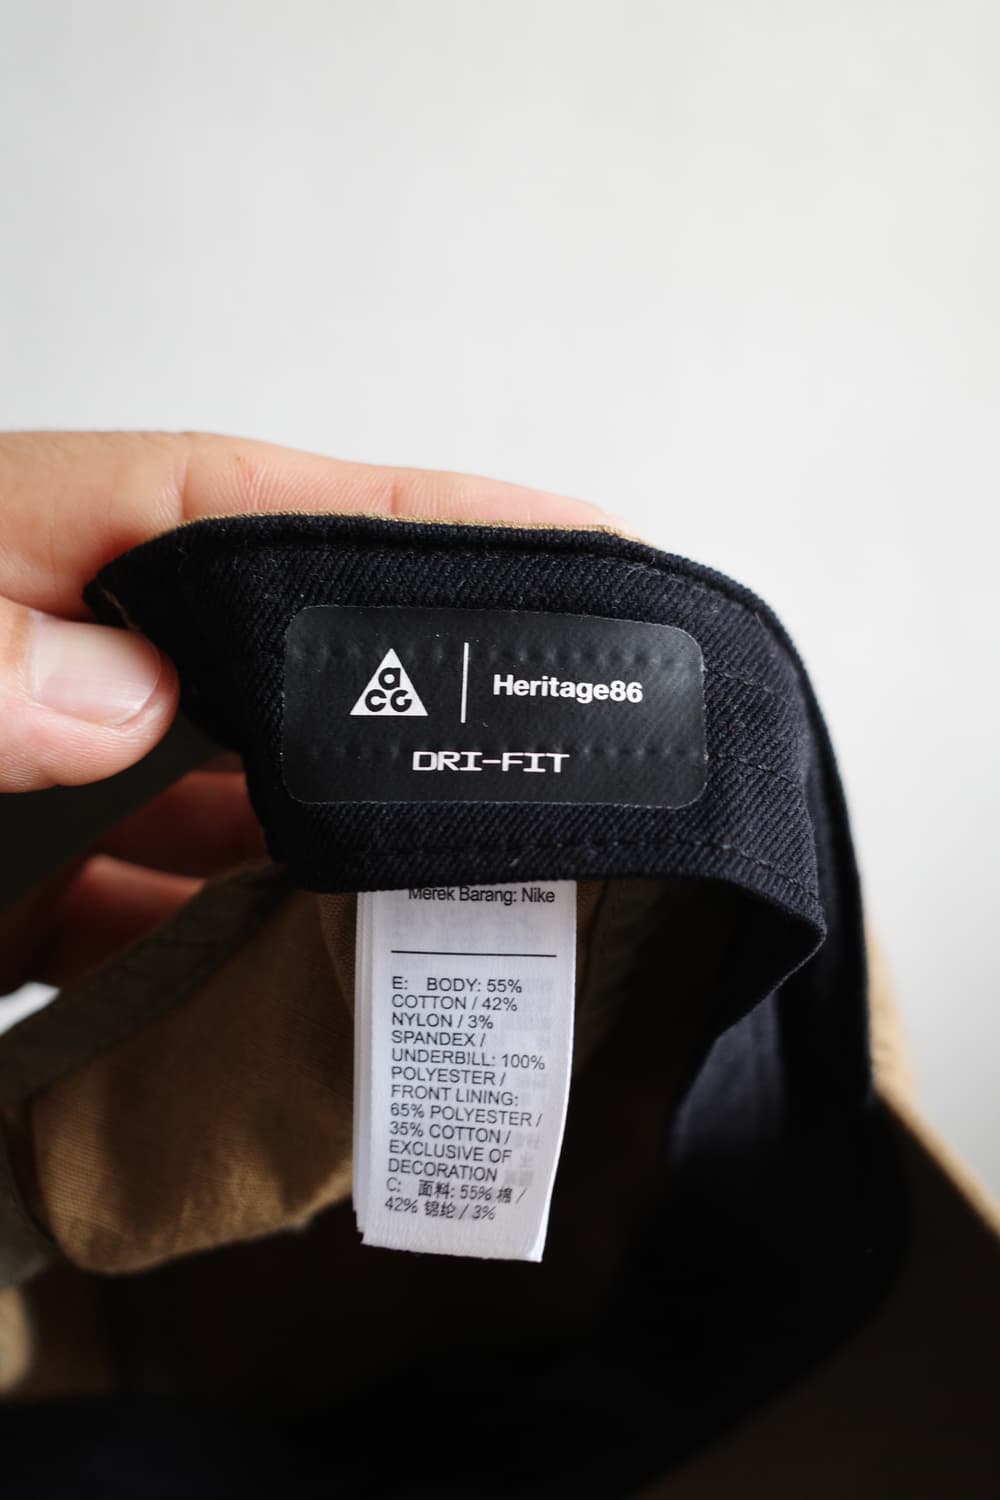 acg
Heritage86
DRI-FIT
Merek Barang: Nike
E: BODY: 55%
COTTON / 42%
NYLON / 3%
SPANDEX /
UNDERBILL: 100%
POLYESTER /
FRONT LINING:
65% POLYESTER /
35% COTTON /
EXCLUSIVE OF
DECORATION
C: 面料: 55% 棉 /
42% 锦纶 / 3%